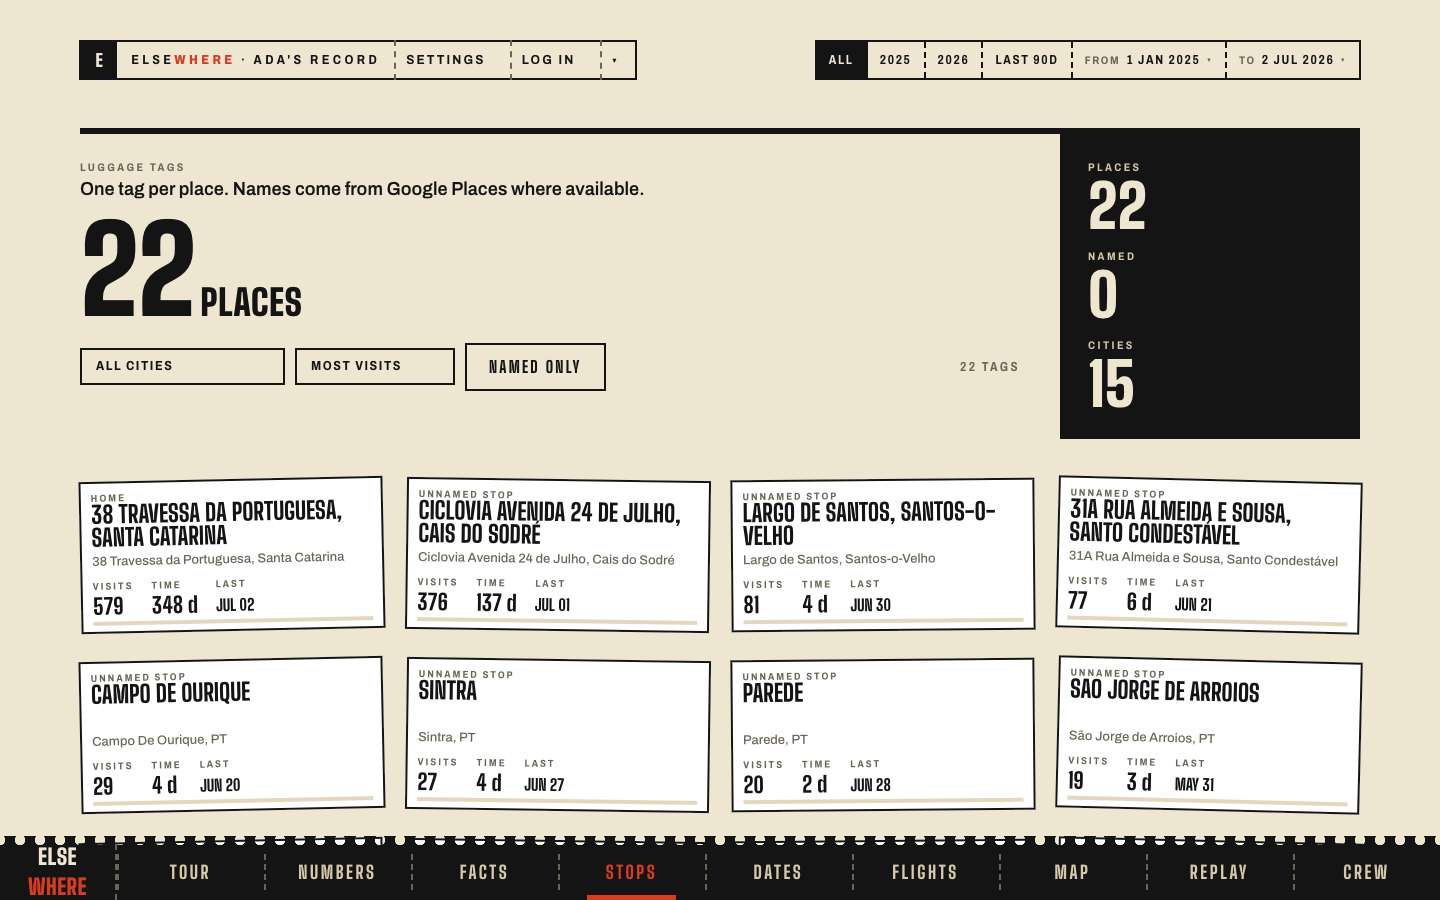 E ELSEWHERE · ADA'S RECORD SETTINGS LOG IN
ALL 2025 2026 LAST 90D FROM 1 JAN 2025 TO 2 JUL 2026
LUGGAGE TAGS
One tag per place. Names come from Google Places where available.
22 PLACES
ALL CITIES MOST VISITS NAMED ONLY 22 TAGS
PLACES
22
NAMED
0
CITIES
15
HOME
38 TRAVESSA DA PORTUGUESA,
SANTA CATARINA
38 Travessa da Portuguesa, Santa Catarina
VISITS TIME LAST
579 348 d JUL 02
UNNAMED STOP
CICLOVIA AVENIDA 24 DE JULHO,
CAIS DO SODRÉ
Ciclovia Avenida 24 de Julho, Cais do Sodré
VISITS TIME LAST
376 137 d JUL 01
UNNAMED STOP
LARGO DE SANTOS, SANTOS-O-
VELHO
Largo de Santos, Santos-o-Velho
VISITS TIME LAST
81 4 d JUN 30
UNNAMED STOP
31A RUA ALMEIDA E SOUSA,
SANTO CONDESTÁVEL
31A Rua Almeida e Sousa, Santo Condestável
VISITS TIME LAST
77 6 d JUN 21
UNNAMED STOP
CAMPO DE OURIQUE
Campo De Ourique, PT
VISITS TIME LAST
29 4 d JUN 20
UNNAMED STOP
SINTRA
Sintra, PT
VISITS TIME LAST
27 4 d JUN 27
UNNAMED STOP
PAREDE
Parede, PT
VISITS TIME LAST
20 2 d JUN 28
UNNAMED STOP
SÃO JORGE DE ARROIOS
São Jorge de Arroios, PT
VISITS TIME LAST
19 3 d MAY 31
ELSE
WHERE
TOUR NUMBERS FACTS STOPS DATES FLIGHTS MAP REPLAY CREW